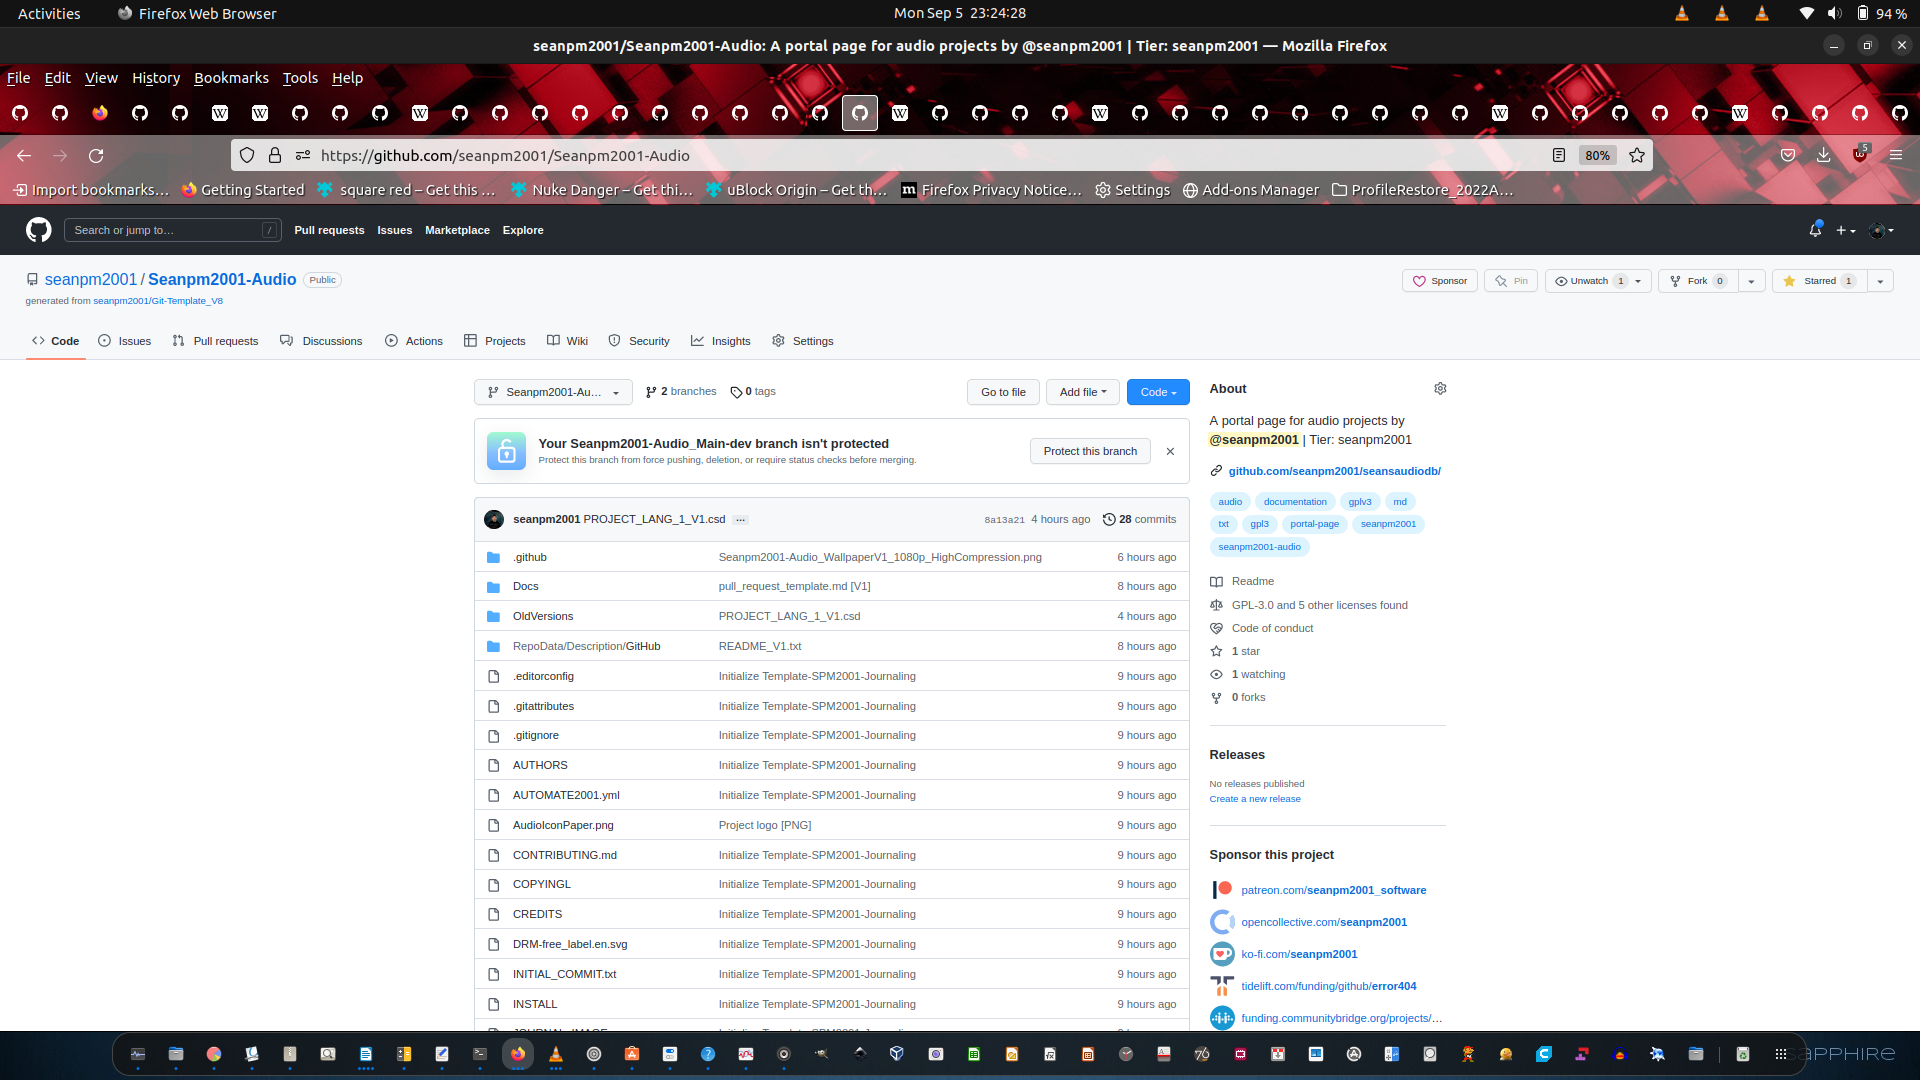 Activities Firefox Web Browser Mon Sep 5 23:24:28 94 %
seanpm2001/Seanpm2001-Audio: A portal page for audio projects by @seanpm2001 | Tier: seanpm2001 — Mozilla Firefox
File Edit View History Bookmarks Tools Help
https://github.com/seanpm2001/Seanpm2001-Audio 80% 5
Import bookmarks… Getting Started square red – Get this … Nuke Danger – Get thi… uBlock Origin – Get th… Firefox Privacy Notice… Settings Add-ons Manager ProfileRestore_2022A…
Search or jump to… / Pull requests Issues Marketplace Explore
seanpm2001 / Seanpm2001-Audio Public Sponsor Pin Unwatch 1 Fork 0 Starred 1
generated from seanpm2001/Git-Template_V8
Code Issues Pull requests Discussions Actions Projects Wiki Security Insights Settings
Seanpm2001-Au… 2 branches 0 tags Go to file Add file Code
Your Seanpm2001-Audio_Main-dev branch isn't protected
Protect this branch from force pushing, deletion, or require status checks before merging.
Protect this branch
seanpm2001 PROJECT_LANG_1_V1.csd … 8a13a21 4 hours ago 28 commits
.github Seanpm2001-Audio_WallpaperV1_1080p_HighCompression.png 6 hours ago
Docs pull_request_template.md [V1] 8 hours ago
OldVersions PROJECT_LANG_1_V1.csd 4 hours ago
RepoData/Description/GitHub README_V1.txt 8 hours ago
.editorconfig Initialize Template-SPM2001-Journaling 9 hours ago
.gitattributes Initialize Template-SPM2001-Journaling 9 hours ago
.gitignore Initialize Template-SPM2001-Journaling 9 hours ago
AUTHORS Initialize Template-SPM2001-Journaling 9 hours ago
AUTOMATE2001.yml Initialize Template-SPM2001-Journaling 9 hours ago
AudioIconPaper.png Project logo [PNG] 9 hours ago
CONTRIBUTING.md Initialize Template-SPM2001-Journaling 9 hours ago
COPYINGL Initialize Template-SPM2001-Journaling 9 hours ago
CREDITS Initialize Template-SPM2001-Journaling 9 hours ago
DRM-free_label.en.svg Initialize Template-SPM2001-Journaling 9 hours ago
INITIAL_COMMIT.txt Initialize Template-SPM2001-Journaling 9 hours ago
INSTALL Initialize Template-SPM2001-Journaling 9 hours ago
About
A portal page for audio projects by
@seanpm2001 | Tier: seanpm2001
github.com/seanpm2001/seansaudiodb/
audio documentation gplv3 md
txt gpl3 portal-page seanpm2001
seanpm2001-audio
Readme
GPL-3.0 and 5 other licenses found
Code of conduct
1 star
1 watching
0 forks
Releases
No releases published
Create a new release
Sponsor this project
patreon.com/seanpm2001_software
opencollective.com/seanpm2001
ko-fi.com/seanpm2001
tidelift.com/funding/github/error404
funding.communitybridge.org/projects/…